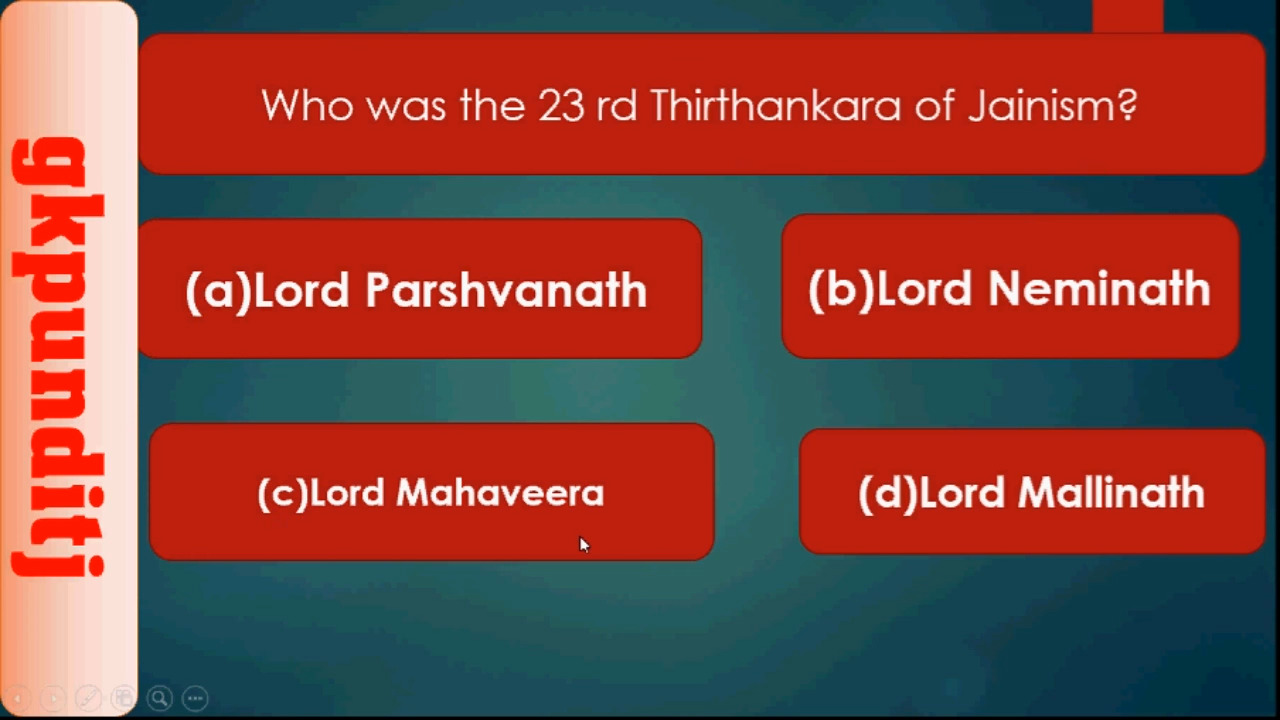 gkpunditj
Who was the 23 rd Thirthankara of Jainism?
(a)Lord Parshvanath
(b)Lord Neminath
(c)Lord Mahaveera
(d)Lord Mallinath